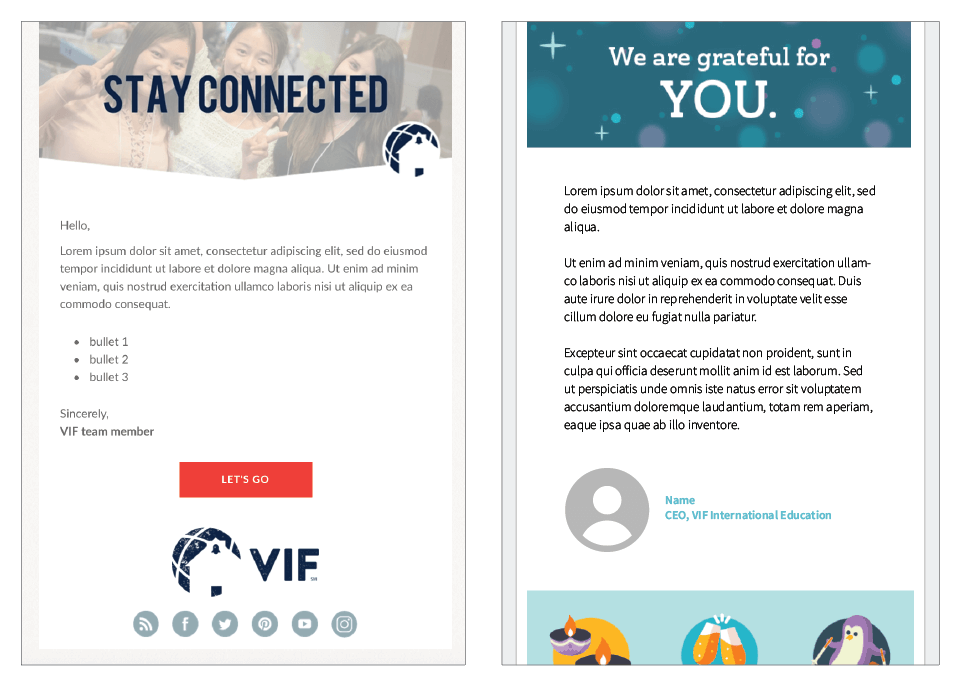 STAY CONNECTED
Hello,
Lorem ipsum dolor sit amet, consectetur adipiscing elit, sed do eiusmod
tempor incididunt ut labore et dolore magna aliqua. Ut enim ad minim
veniam, quis nostrud exercitation ullamco laboris nisi ut aliquip ex ea
commodo consequat.
• bullet 1
• bullet 2
• bullet 3
Sincerely,
VIF team member
LET'S GO
VIF
We are grateful for
YOU.
Lorem ipsum dolor sit amet, consectetur adipiscing elit, sed
do eiusmod tempor incididunt ut labore et dolore magna
aliqua.
Ut enim ad minim veniam, quis nostrud exercitation ullam-
co laboris nisi ut aliquip ex ea commodo consequat. Duis
aute irure dolor in reprehenderit in voluptate velit esse
cillum dolore eu fugiat nulla pariatur.
Excepteur sint occaecat cupidatat non proident, sunt in
culpa qui officia deserunt mollit anim id est laborum. Sed
ut perspiciatis unde omnis iste natus error sit voluptatem
accusantium doloremque laudantium, totam rem aperiam,
eaque ipsa quae ab illo inventore.
Name
CEO, VIF International Education